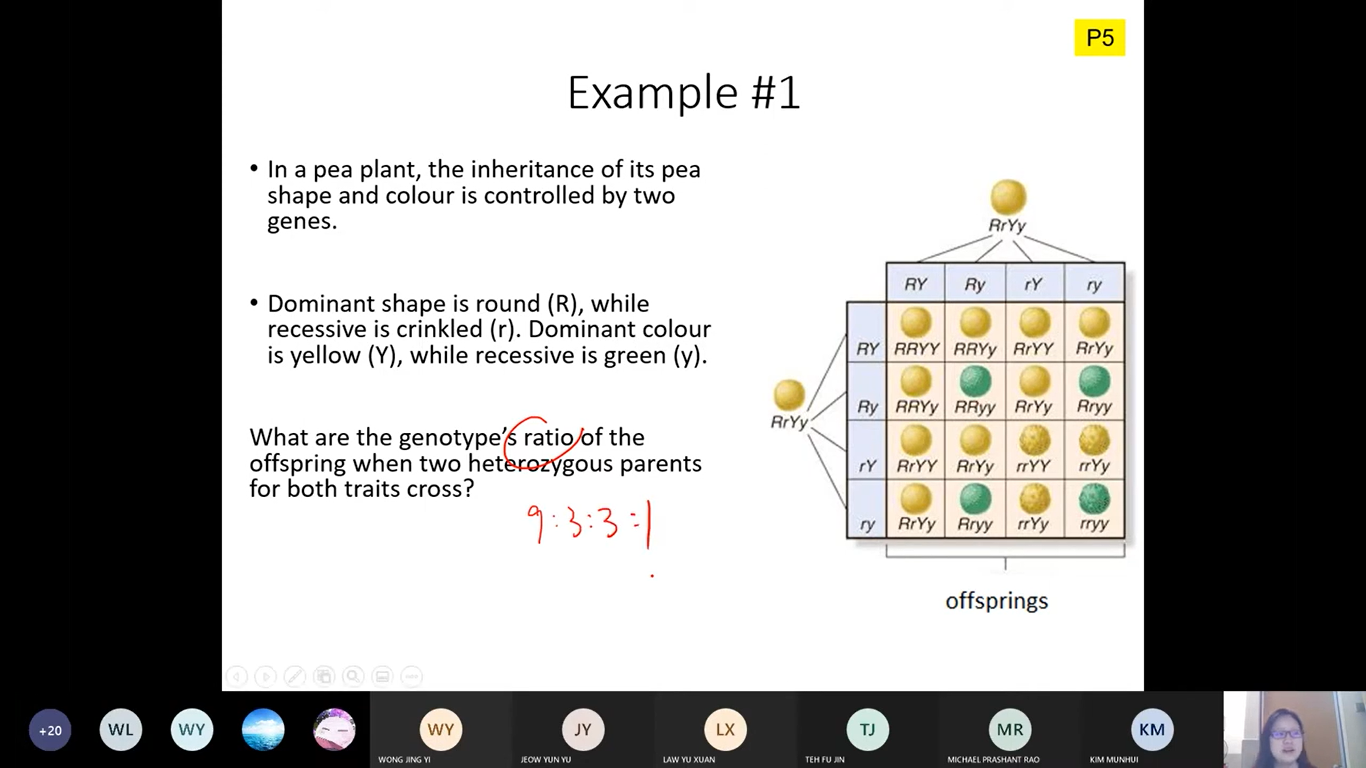 P5
Example #1
• In a pea plant, the inheritance of its pea
shape and colour is controlled by two
genes.
• Dominant shape is round (R), while
recessive is crinkled (r). Dominant colour
is yellow (Y), while recessive is green (y).
What are the genotype's ratio of the
offspring when two heterozygous parents
for both traits cross?
9:3:3:1
RrYy
RY Ry rY ry
RY RRYY RRYy RrYY RrYy
Ry RRYy RRyy RrYy Rryy
RrYy
rY RrYY RrYy rrYY rrYy
ry RrYy Rryy rrYy rryy
offsprings
+20 WL WY WY JY LX TJ MR KM
WONG JING YI JEOW YUN YU LAW YU XUAN TEH FU JIN MICHAEL PRASHANT RAO KIM MUNHUI